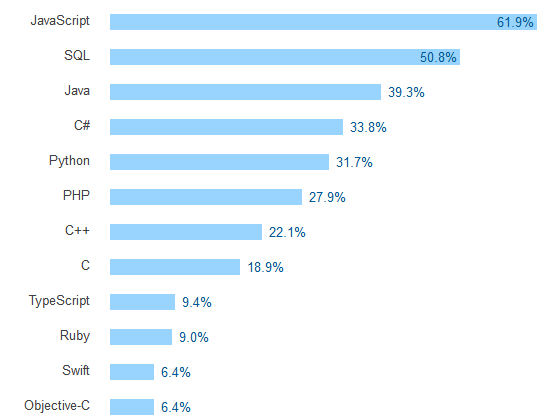 JavaScript 61.9%
SQL 50.8%
Java 39.3%
C# 33.8%
Python 31.7%
PHP 27.9%
C++ 22.1%
C 18.9%
TypeScript 9.4%
Ruby 9.0%
Swift 6.4%
Objective-C 6.4%